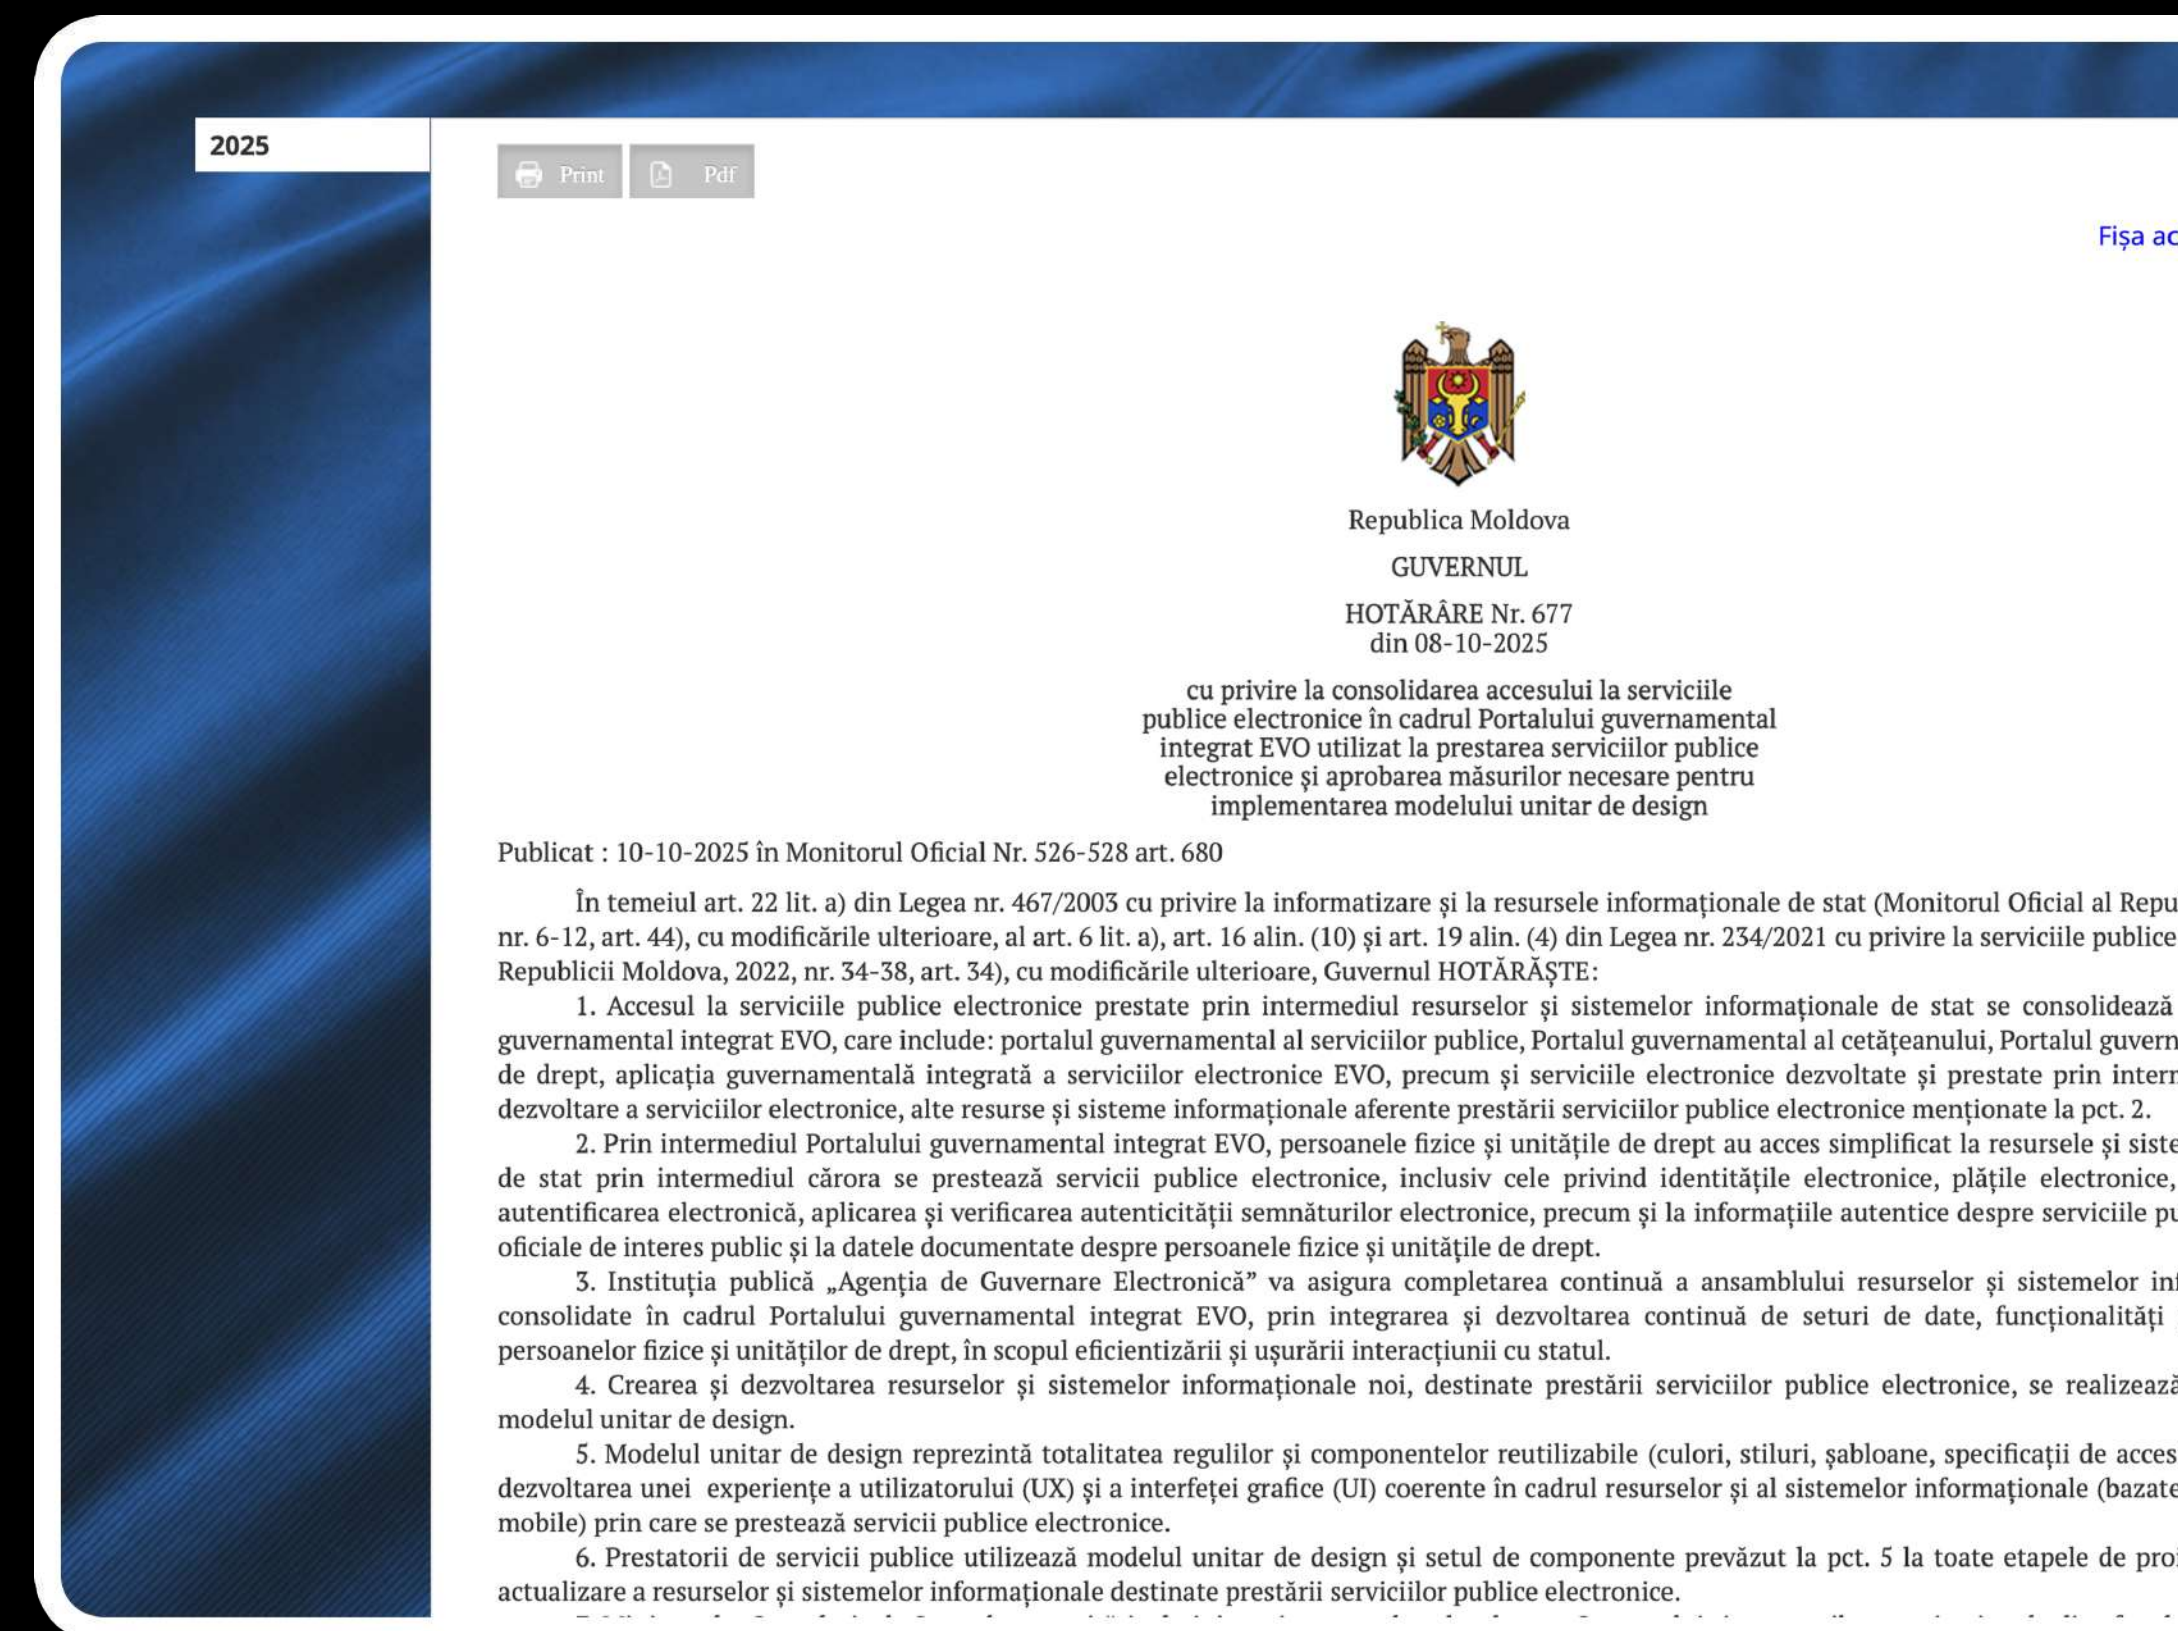 2025
Print
Pdf
Fișa
Republica Moldova
GUVERNUL
HOTĂRÂRE Nr. 677
din 08-10-2025
cu privire la consolidarea accesului la serviciile
publice electronice în cadrul Portalului guvernamental
integrat EVO utilizat la prestarea serviciilor publice
electronice și aprobarea măsurilor necesare pentru
implementarea modelului unitar de design
Publicat : 10-10-2025 în Monitorul Oficial Nr. 526-528 art. 680
În temeiul art. 22 lit. a) din Legea nr. 467/2003 cu privire la informatizare și la resursele informaționale de stat (Monitorul Oficial al
nr. 6-12, art. 44), cu modificările ulterioare, al art. 6 lit. a), art. 16 alin. (10) și art. 19 alin. (4) din Legea nr. 234/2021 cu privire la serviciile publice
Republicii Moldova, 2022, nr. 34-38, art. 34), cu modificările ulterioare, Guvernul HOTĂRĂȘTE:
1. Accesul la serviciile publice electronice prestate prin intermediul resurselor și sistemelor informaționale de stat se consolidează
guvernamental integrat EVO, care include: portalul guvernamental al serviciilor publice, Portalul guvernamental al cetățeanului, Portalul
de drept, aplicația guvernamentală integrată a serviciilor electronice EVO, precum și serviciile electronice dezvoltate și prestate prin
dezvoltare a serviciilor electronice, alte resurse și sisteme informaționale aferente prestării serviciilor publice electronice menționate la pct. 2.
2. Prin intermediul Portalului guvernamental integrat EVO, persoanele fizice și unitățile de drept au acces simplificat la resursele și
de stat prin intermediul cărora se prestează servicii publice electronice, inclusiv cele privind identitățile electronice, plățile electronice,
autentificarea electronică, aplicarea și verificarea autenticității semnăturilor electronice, precum și la informațiile autentice despre serviciile
oficiale de interes public și la datele documentate despre persoanele fizice și unitățile de drept.
3. Instituția publică „Agenția de Guvernare Electronică” va asigura completarea continuă a ansamblului resurselor și sistemelor
consolidate în cadrul Portalului guvernamental integrat EVO, prin integrarea și dezvoltarea continuă de seturi de date, funcționalități
persoanelor fizice și unităților de drept, în scopul eficientizării și ușurării interacțiunii cu statul.
4. Crearea și dezvoltarea resurselor și sistemelor informaționale noi, destinate prestării serviciilor publice electronice, se realizează
modelul unitar de design.
5. Modelul unitar de design reprezintă totalitatea regulilor și componentelor reutilizabile (culori, stiluri, șabloane, specificații de
dezvoltarea unei experiențe a utilizatorului (UX) și a interfeței grafice (UI) coerente în cadrul resurselor și al sistemelor informaționale (bazate
mobile) prin care se prestează servicii publice electronice.
6. Prestatorii de servicii publice utilizează modelul unitar de design și setul de componente prevăzut la pct. 5 la toate etapele de
actualizare a resurselor și sistemelor informaționale destinate prestării serviciilor publice electronice.